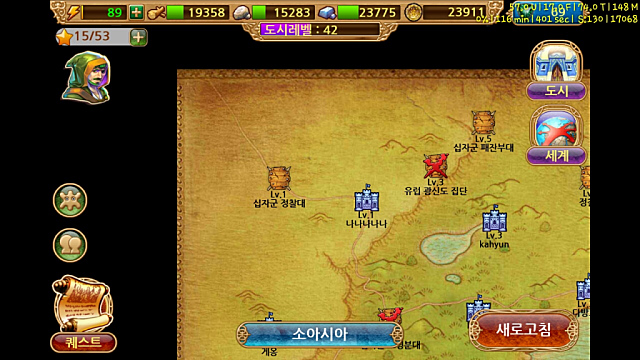 89
19358
15283
23775
23911
15/53
도시레벨 : 42
도시
세계
Lv.5
십자군 패잔부대
Lv.3
유럽 광산도 집단
Lv.1
십자군 정찰대
Lv.1
나나나나나
Lv.3
kahyun
퀘스트
소아시아
새로고침
계옹